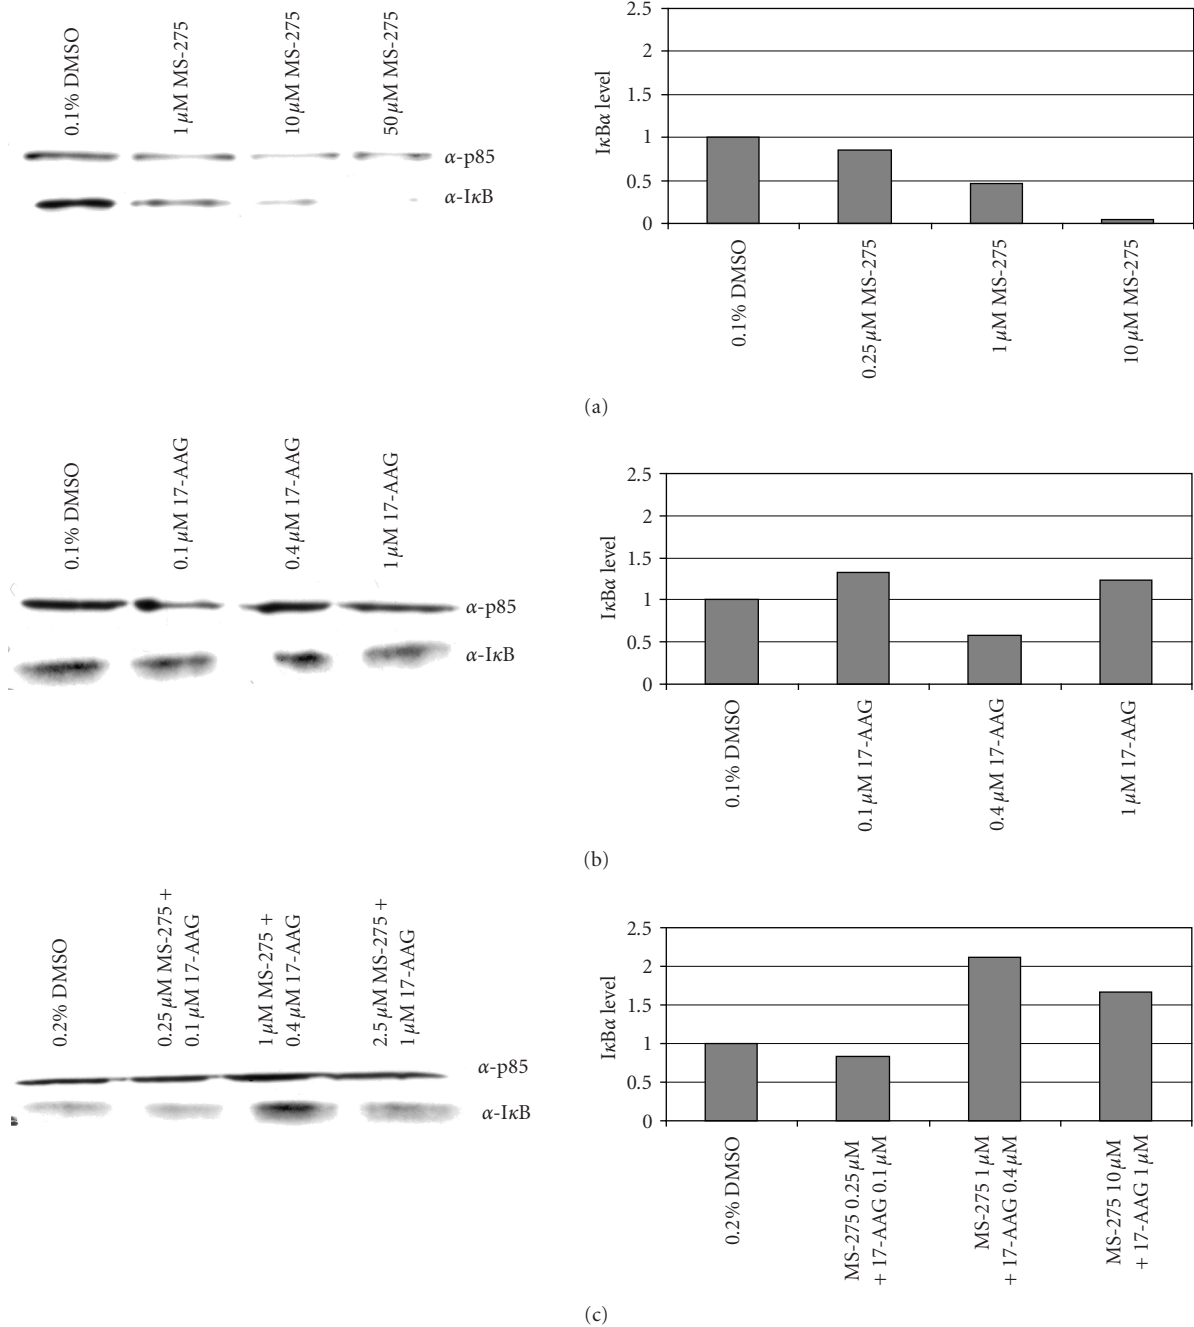 0.1% DMSO
1 μM MS-275
10 μM MS-275
50 μM MS-275
α-p85
α-IκB
2.5
2
1.5
1
0.5
0
IκBα level
0.1% DMSO
0.25 μM MS-275
1 μM MS-275
10 μM MS-275
(a)
0.1% DMSO
0.1 μM 17-AAG
0.4 μM 17-AAG
1 μM 17-AAG
α-p85
α-IκB
2.5
2
1.5
1
0.5
0
IκBα level
0.1% DMSO
0.1 μM 17-AAG
0.4 μM 17-AAG
1 μM 17-AAG
(b)
0.2% DMSO
0.25 μM MS-275 +
0.1 μM 17-AAG
1 μM MS-275 +
0.4 μM 17-AAG
2.5 μM MS-275 +
1 μM 17-AAG
α-p85
α-IκB
2.5
2
1.5
1
0.5
0
IκBα level
0.2% DMSO
MS-275 0.25 μM
+ 17-AAG 0.1 μM
MS-275 1 μM
+ 17-AAG 0.4 μM
MS-275 10 μM
+ 17-AAG 1 μM
(c)